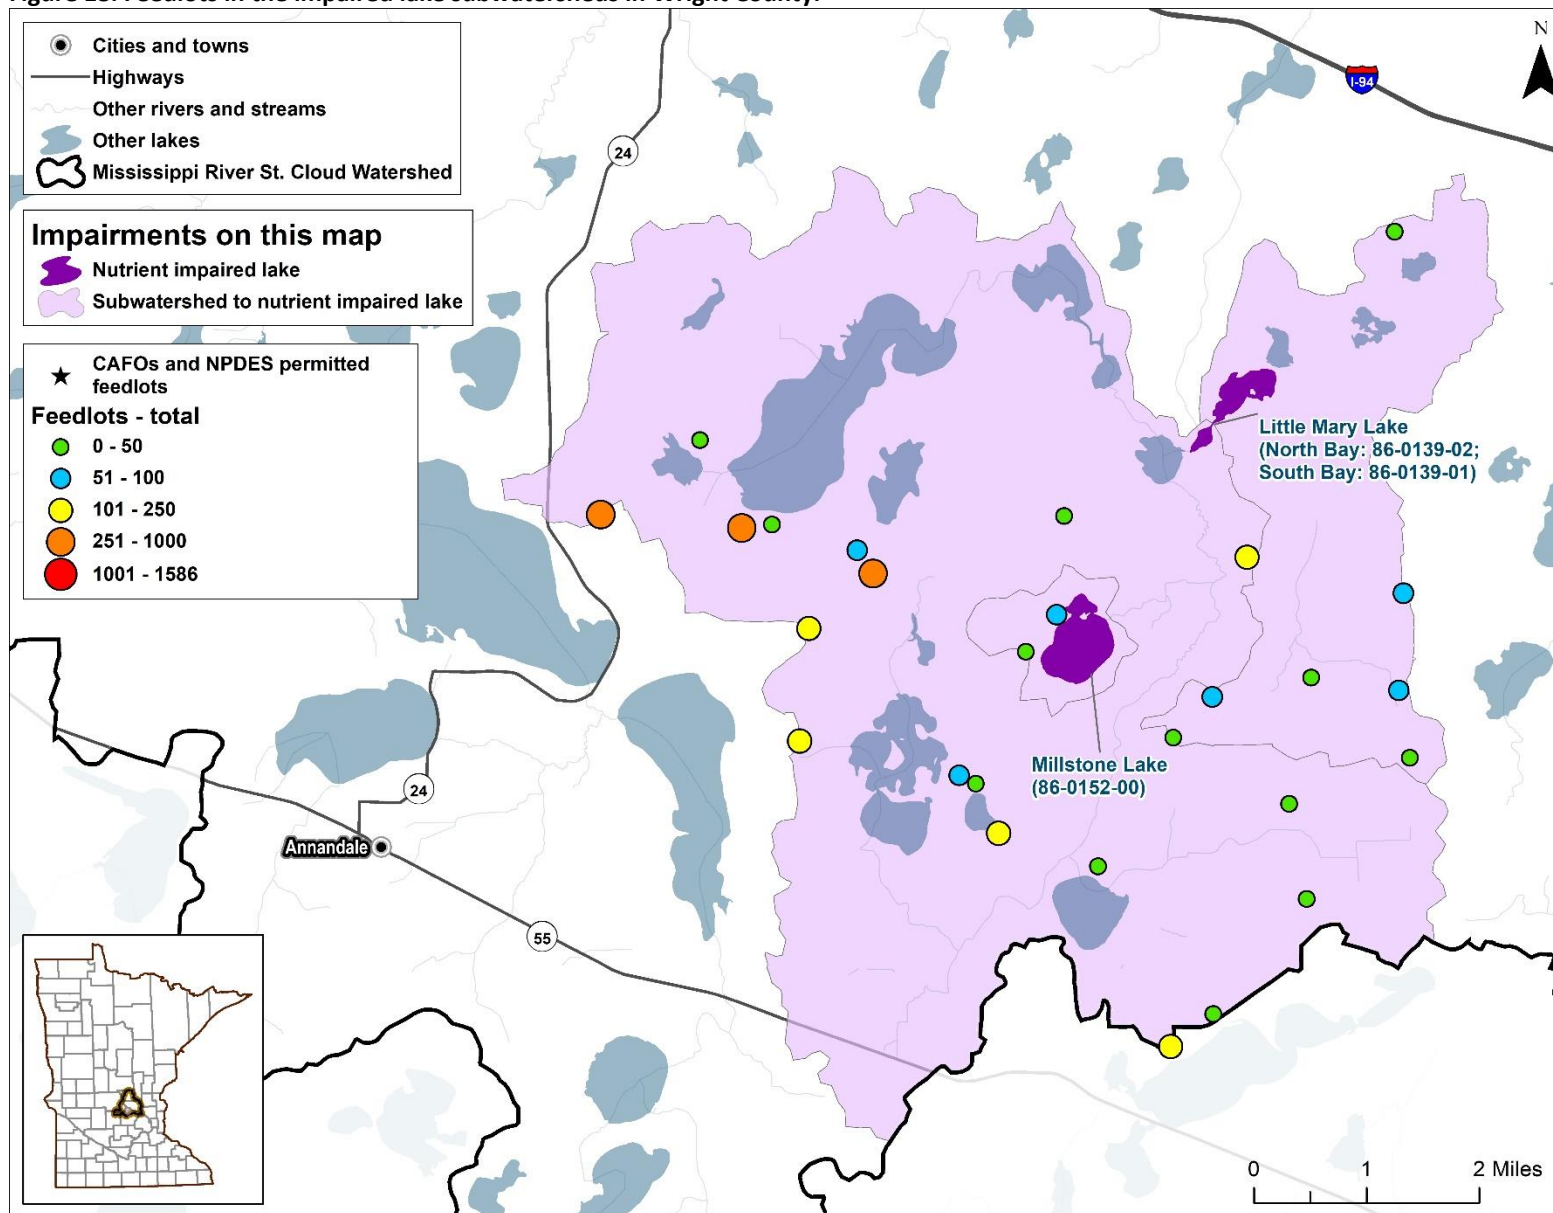 Cities and towns
Highways
Other rivers and streams
Other lakes
Mississippi River St. Cloud Watershed
Impairments on this map
Nutrient impaired lake
Subwatershed to nutrient impaired lake
CAFOs and NPDES permitted
feedlots
Feedlots - total
0 - 50
51 - 100
101 - 250
251 - 1000
1001 - 1586
N
I-94
24
Little Mary Lake
(North Bay: 86-0139-02;
South Bay: 86-0139-01)
Millstone Lake
(86-0152-00)
24
Annandale
55
0 1 2 Miles